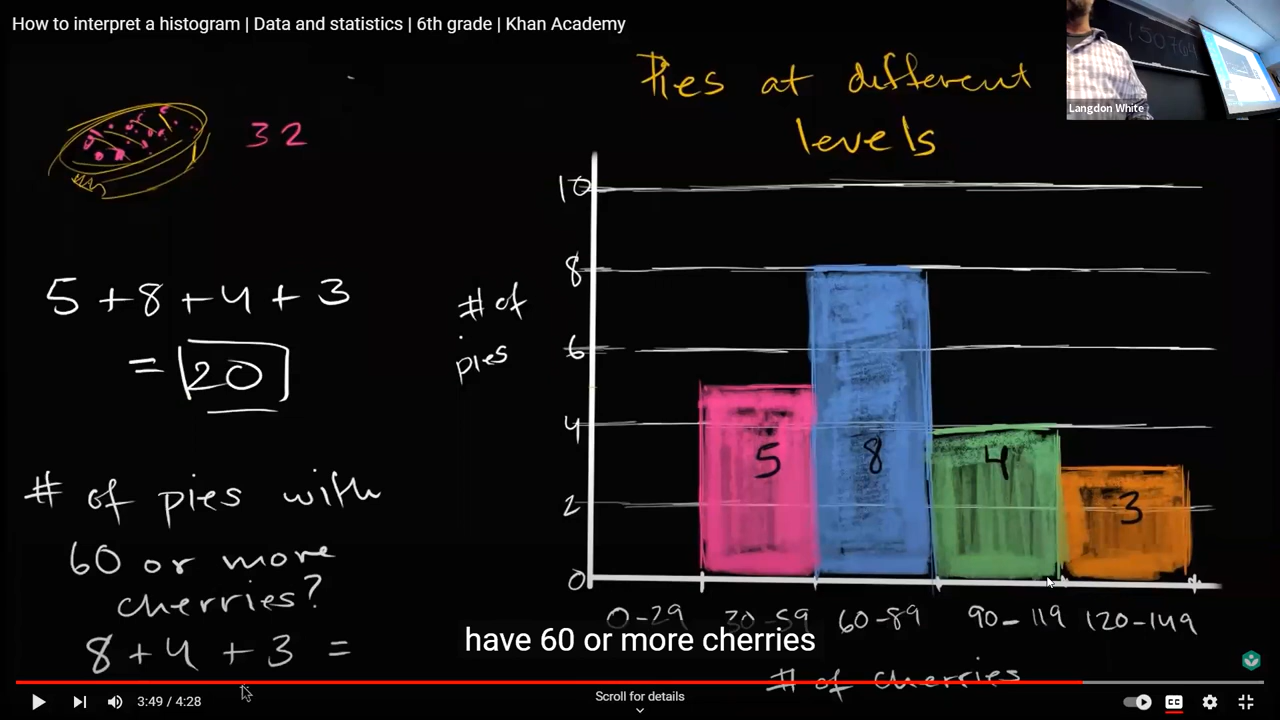 How to interpret a histogram | Data and statistics | 6th grade | Khan Academy
Langdon White
Pies at different
levels
32
5 + 8 + 4 + 3
= 20
# of pies with
60 or more
cherries?
8 + 4 + 3 =
# of
pies
10
8
6
4
2
0
5
8
4
3
0-29 30-59 60-89 90-119 120-149
# of cherries
have 60 or more cherries
3:49 / 4:28
Scroll for details
CC